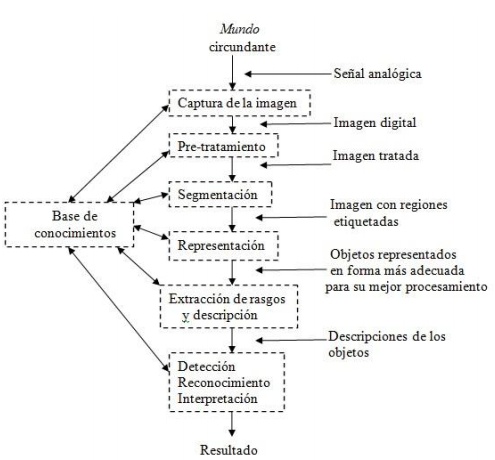 Mundo
circundante
Señal analógica
Captura de la imagen
Imagen digital
Pre-tratamiento
Imagen tratada
Segmentación
Base de
conocimientos
Imagen con regiones
etiquetadas
Representación
Objetos representados
en forma más adecuada
para su mejor procesamiento
Extracción de rasgos
y descripción
Descripciones de los
objetos
Detección
Reconocimiento
Interpretación
Resultado